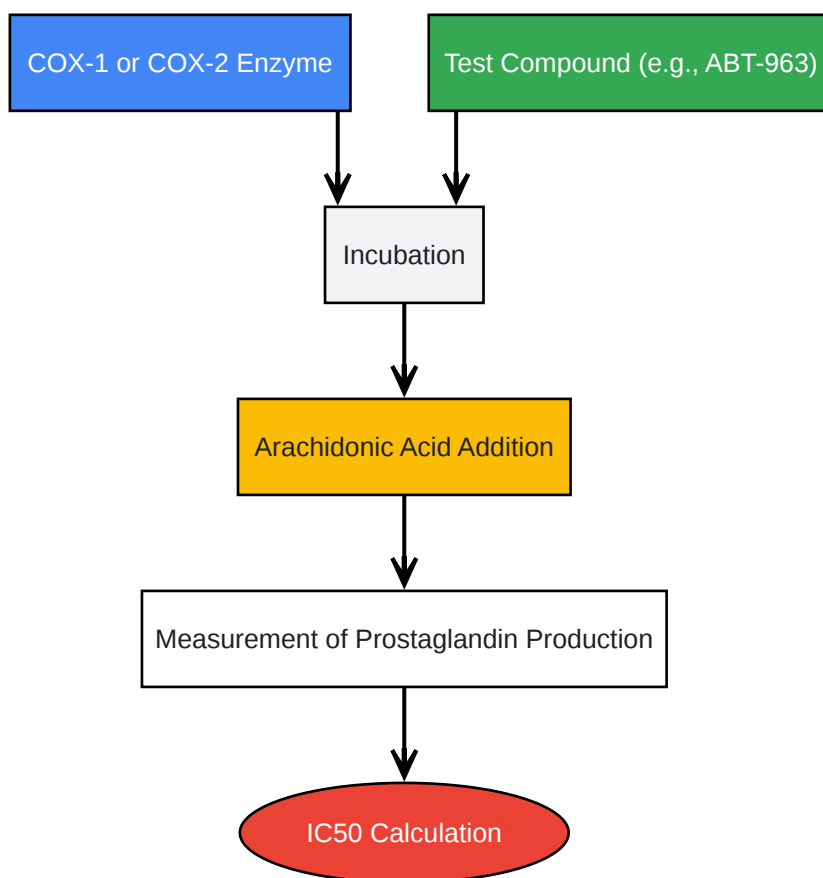 COX-1 or COX-2 Enzyme
Test Compound (e.g., ABT-963)
Incubation
Arachidonic Acid Addition
Measurement of Prostaglandin Production
IC50 Calculation